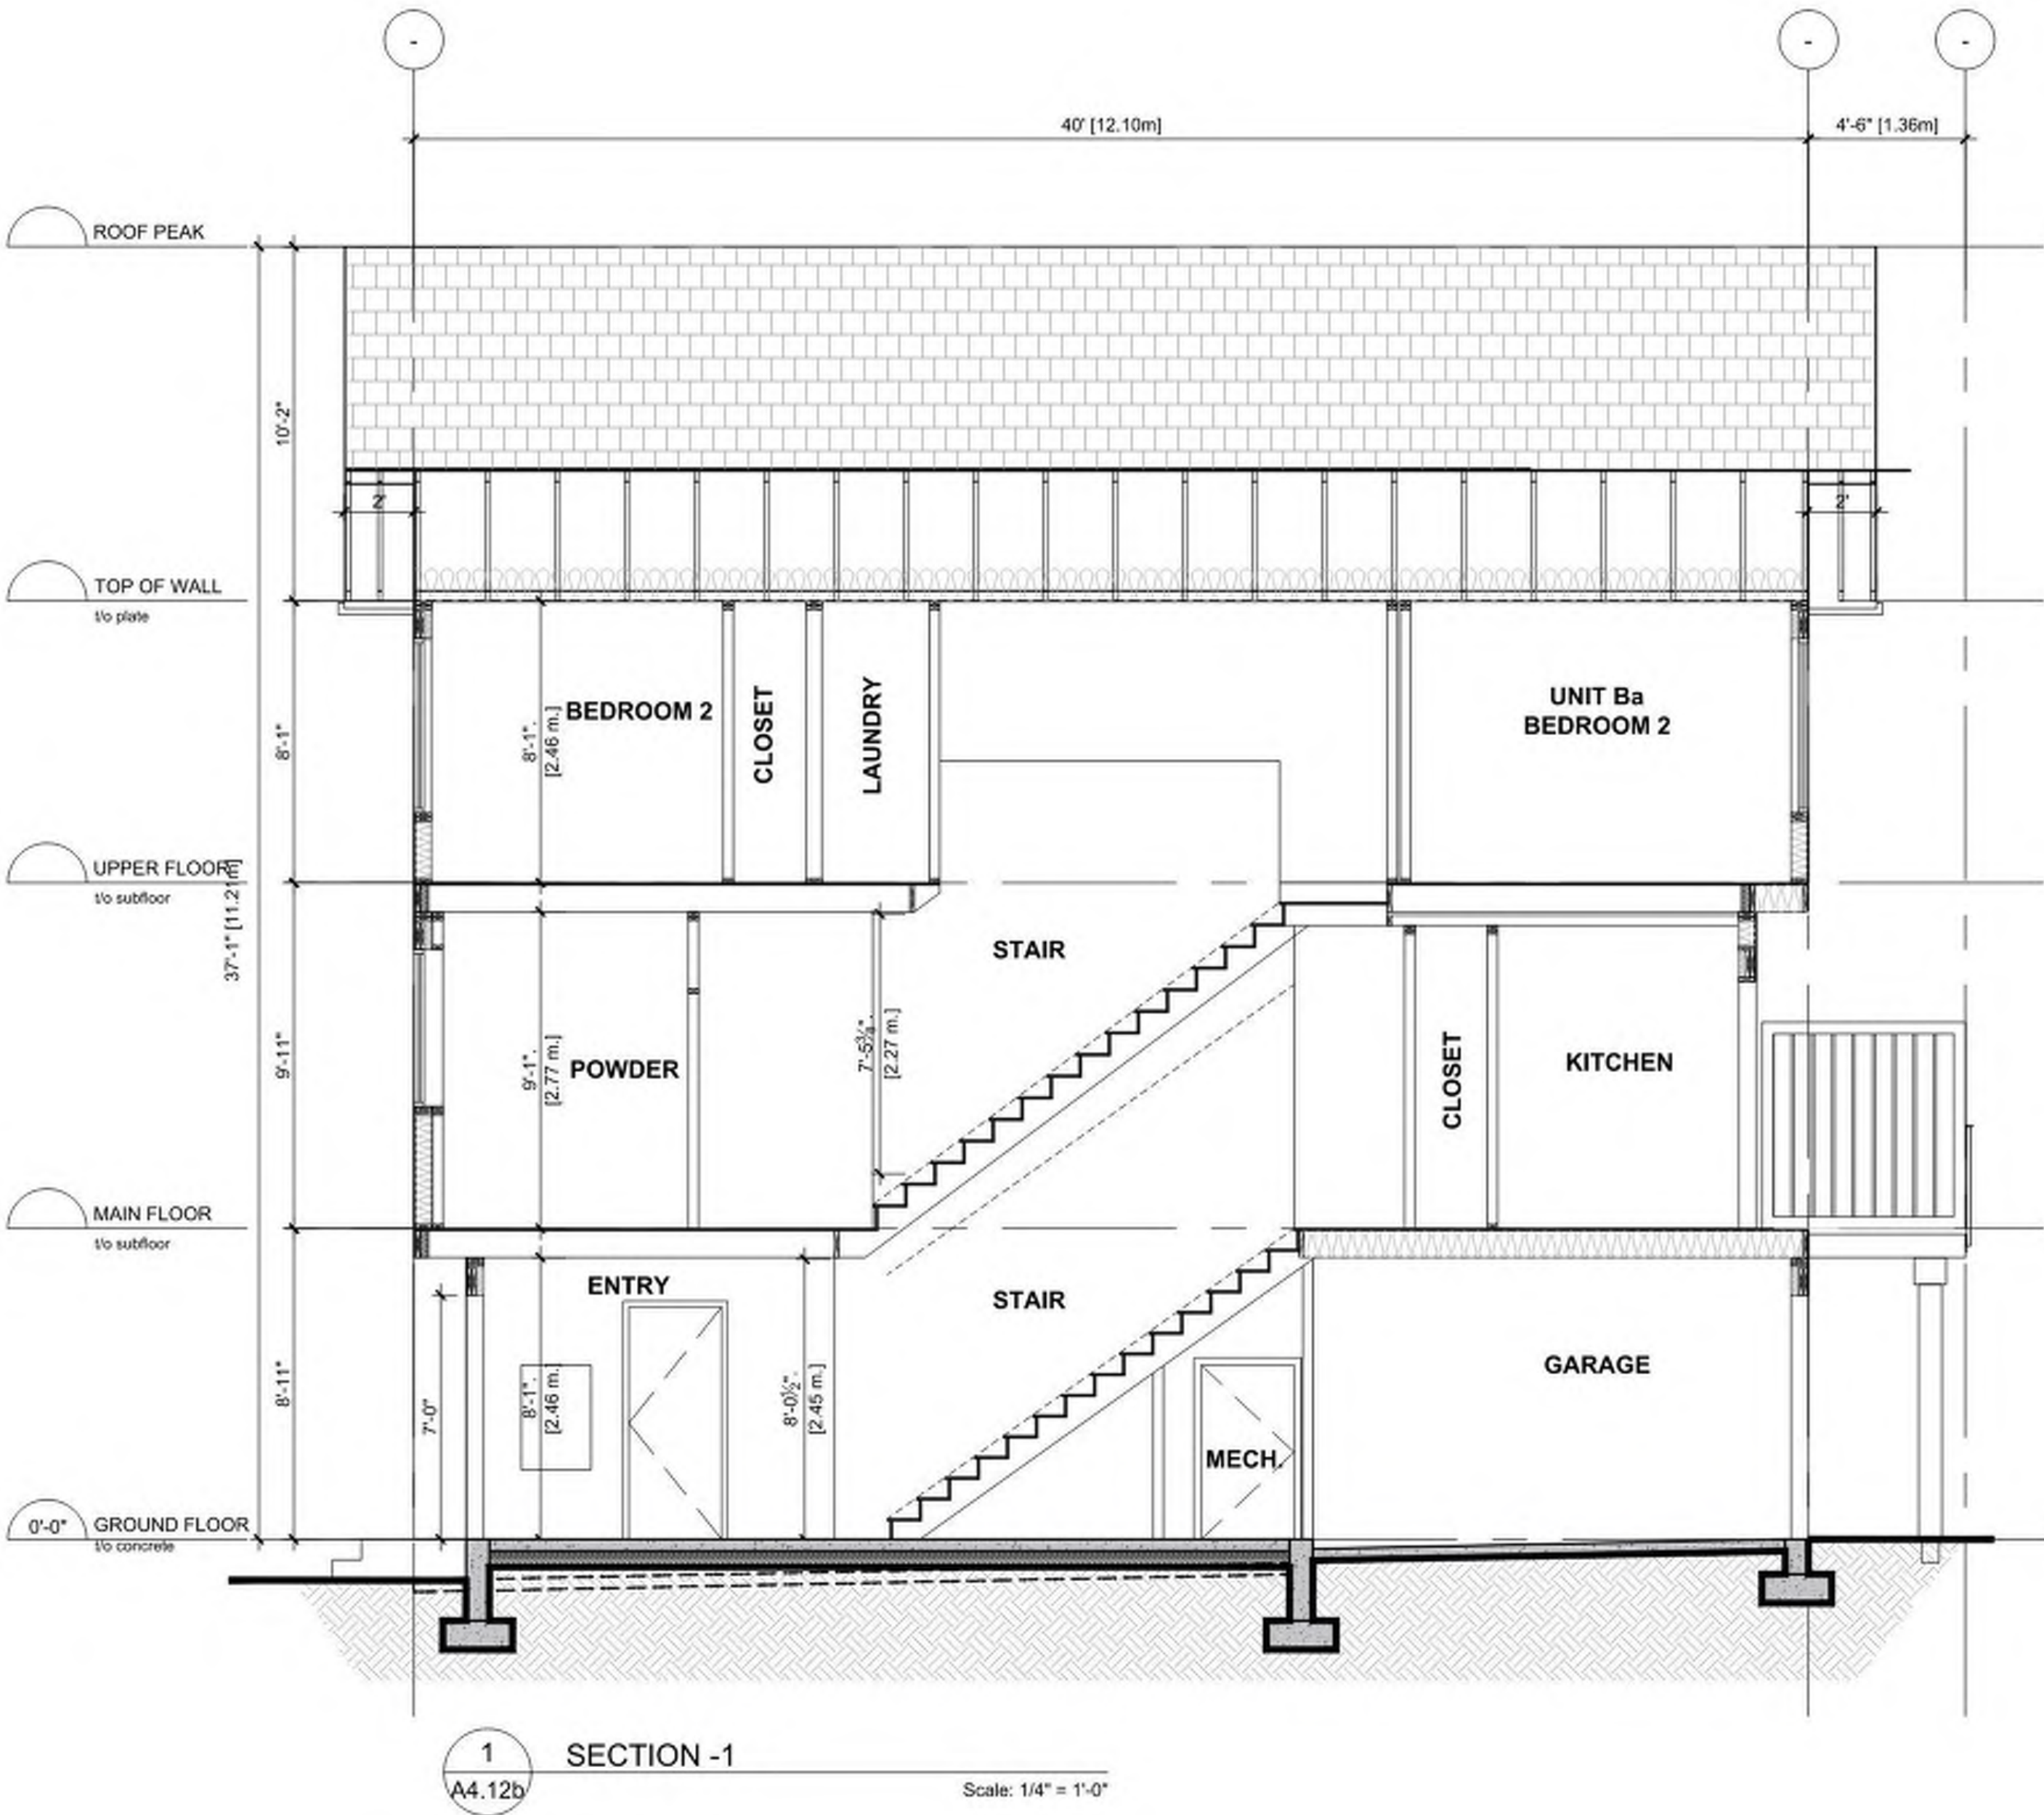 -
-
-
40' [12.10m]
4'-6" [1.36m]
ROOF PEAK
10'-2"
2'
2'
TOP OF WALL
t/o plate
8'-1"
8'-1".
[2.46 m.]
BEDROOM 2
CLOSET
LAUNDRY
UNIT Ba
BEDROOM 2
UPPER FLOOR
t/o subfloor
37'-1" [11.21m]
9'-11"
9'-1".
[2.77 m.]
POWDER
7'-5¾".
[2.27 m.]
STAIR
CLOSET
KITCHEN
MAIN FLOOR
t/o subfloor
8'-11"
7'-0"
ENTRY
8'-1".
[2.46 m.]
8'-0½".
[2.45 m.]
STAIR
MECH.
GARAGE
0'-0"
GROUND FLOOR
t/o concrete
1
A4.12b
SECTION -1
Scale: 1/4" = 1'-0"